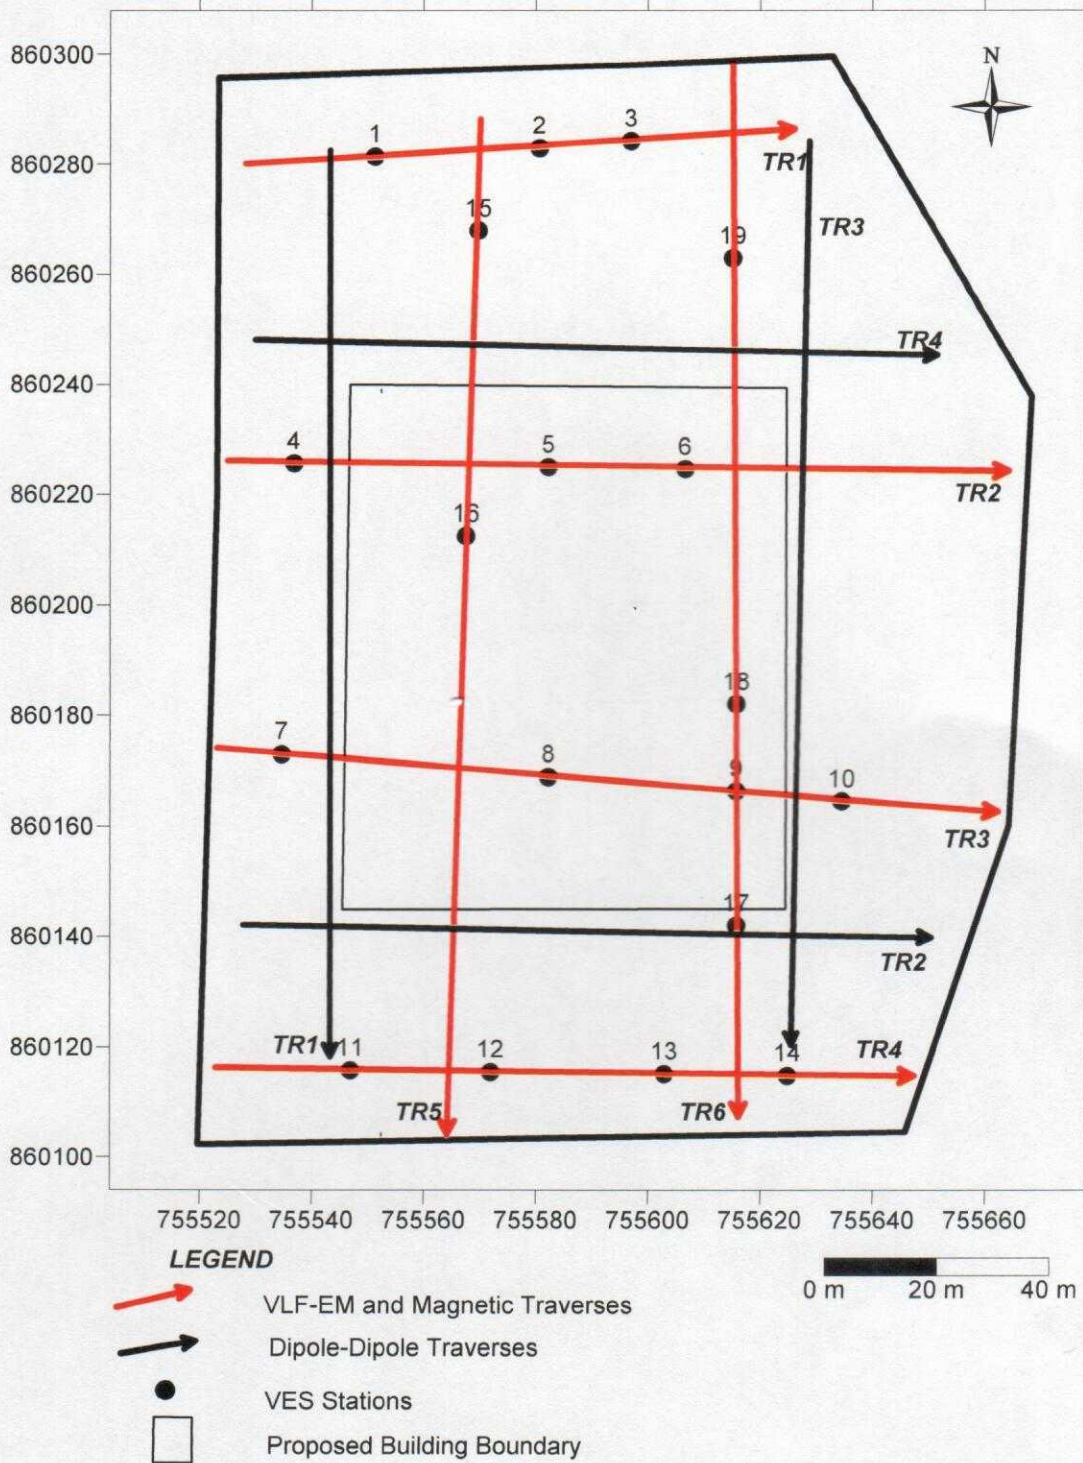 860300
N
1
2
3
TR1
860280
15
TR3
19
860260
TR4
860240
4
5
6
TR2
860220
16
860200
18
860180
7
8
9
10
860160
TR3
17
860140
TR2
860120
TR1
11
12
13
14
TR4
TR5
TR6
860100
755520 755540 755560 755580 755600 755620 755640 755660
LEGEND
0 m 20 m 40 m
VLF-EM and Magnetic Traverses
Dipole-Dipole Traverses
VES Stations
Proposed Building Boundary